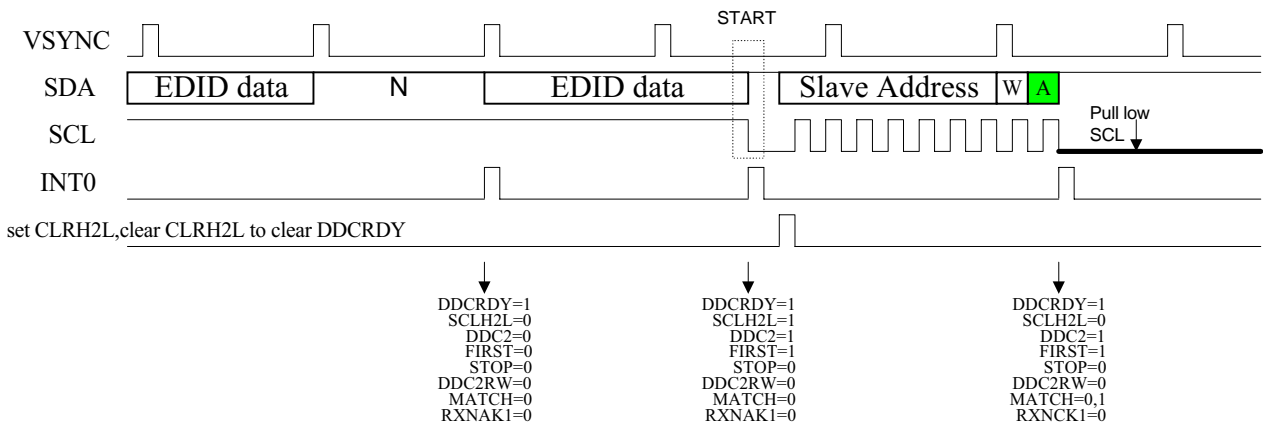 START
VSYNC
SDA EDID data N EDID data Slave Address W A
SCL
Pull low
SCL
INT0
set CLRH2L,clear CLRH2L to clear DDCRDY
DDCRDY=1
SCLH2L=0
DDC2=0
FIRST=0
STOP=0
DDC2RW=0
MATCH=0
RXNAK1=0
DDCRDY=1
SCLH2L=1
DDC2=1
FIRST=1
STOP=0
DDC2RW=0
MATCH=0
RXNAK1=0
DDCRDY=1
SCLH2L=0
DDC2=1
FIRST=1
STOP=0
DDC2RW=0
MATCH=0,1
RXNCK1=0